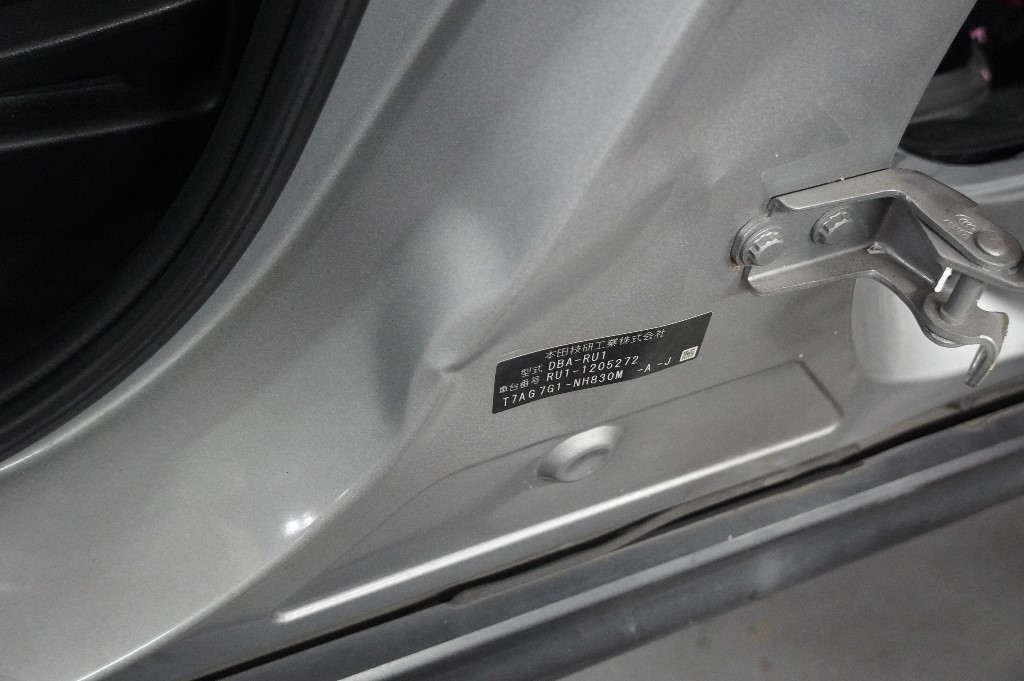 本田技研工業株式会社
型式 DBA-RU1
車台番号 RU1-1205272
T7AG7G1-NH830M -A -J